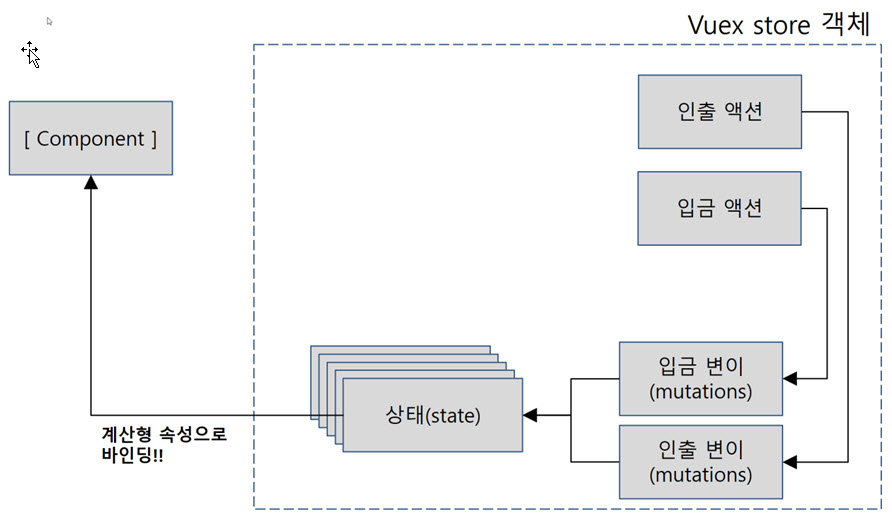 Vuex store 객체
[ Component ]
인출 액션
입금 액션
입금 변이
(mutations)
상태(state)
인출 변이
(mutations)
계산형 속성으로
바인딩!!